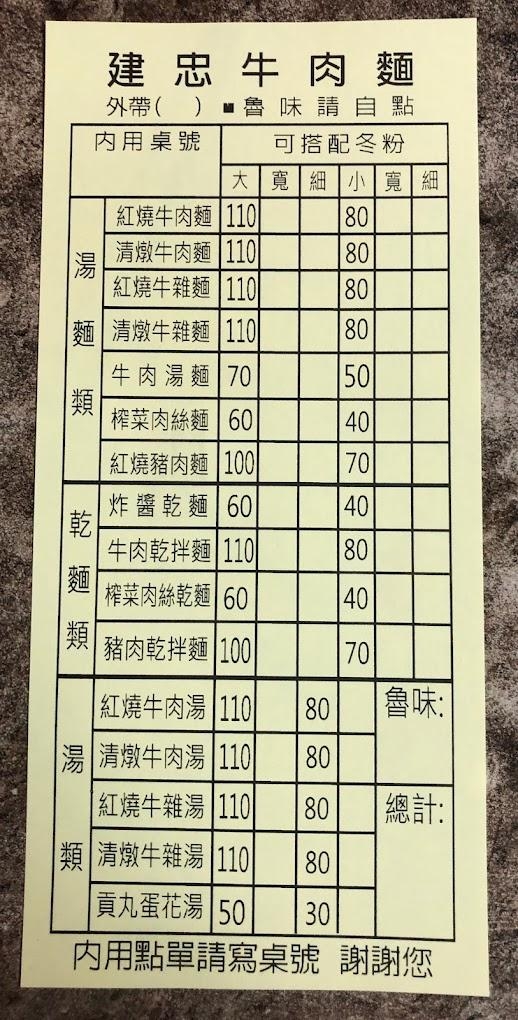 建忠牛肉麵
外帶( ) ■魯味請自點
內用桌號 可搭配冬粉
大 寬 細 小 寬 細
湯麵類
紅燒牛肉麵 110 80
清燉牛肉麵 110 80
紅燒牛雜麵 110 80
清燉牛雜麵 110 80
牛肉湯麵 70 50
榨菜肉絲麵 60 40
紅燒豬肉麵 100 70
乾麵類
炸醬乾麵 60 40
牛肉乾拌麵 110 80
榨菜肉絲乾麵 60 40
豬肉乾拌麵 100 70
湯類
紅燒牛肉湯 110 80
清燉牛肉湯 110 80
紅燒牛雜湯 110 80
清燉牛雜湯 110 80
貢丸蛋花湯 50 30
魯味:
總計:
內用點單請寫桌號 謝謝您